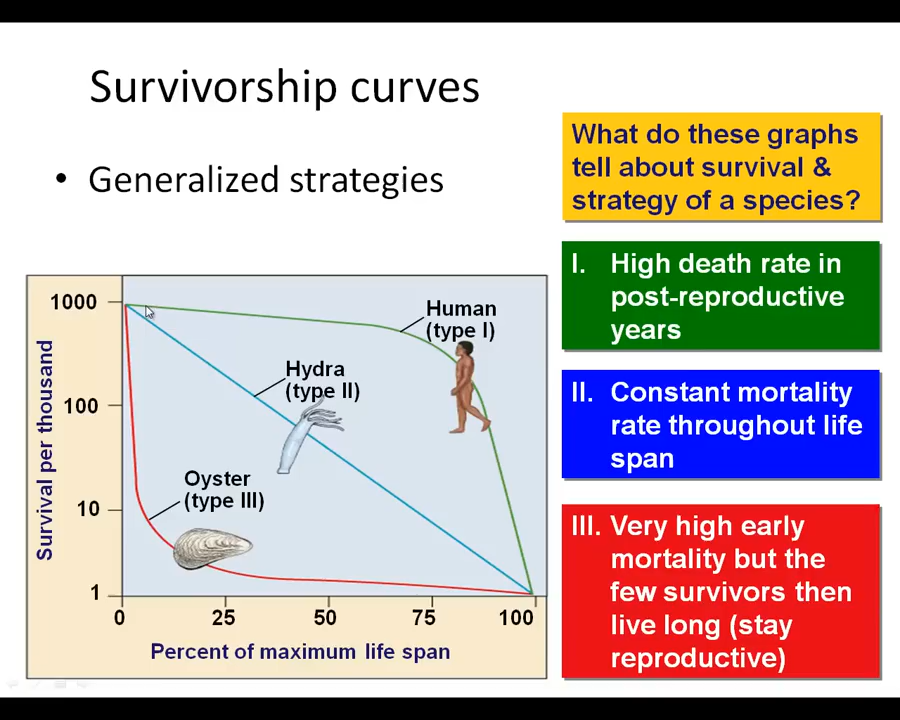 Survivorship curves
• Generalized strategies
What do these graphs
tell about survival &
strategy of a species?
I. High death rate in
post-reproductive
years
II. Constant mortality
rate throughout life
span
III. Very high early
mortality but the
few survivors then
live long (stay
reproductive)
Survival per thousand
1000
100
10
1
Human
(type I)
Hydra
(type II)
Oyster
(type III)
0 25 50 75 100
Percent of maximum life span